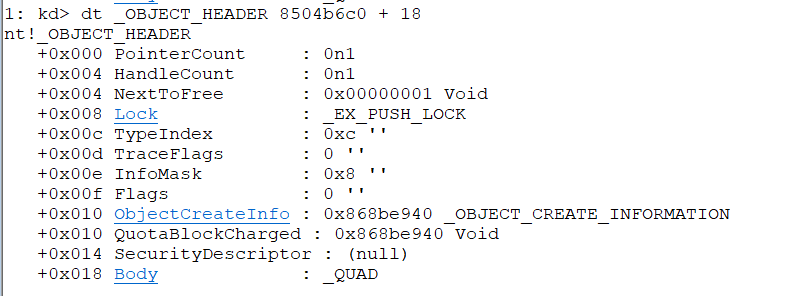 1: kd> dt _OBJECT_HEADER 8504b6c0 + 18
nt!_OBJECT_HEADER
+0x000 PointerCount : 0n1
+0x004 HandleCount : 0n1
+0x004 NextToFree : 0x00000001 Void
+0x008 Lock : _EX_PUSH_LOCK
+0x00c TypeIndex : 0xc ''
+0x00d TraceFlags : 0 ''
+0x00e InfoMask : 0x8 ''
+0x00f Flags : 0 ''
+0x010 ObjectCreateInfo : 0x868be940 _OBJECT_CREATE_INFORMATION
+0x010 QuotaBlockCharged : 0x868be940 Void
+0x014 SecurityDescriptor : (null)
+0x018 Body : _QUAD